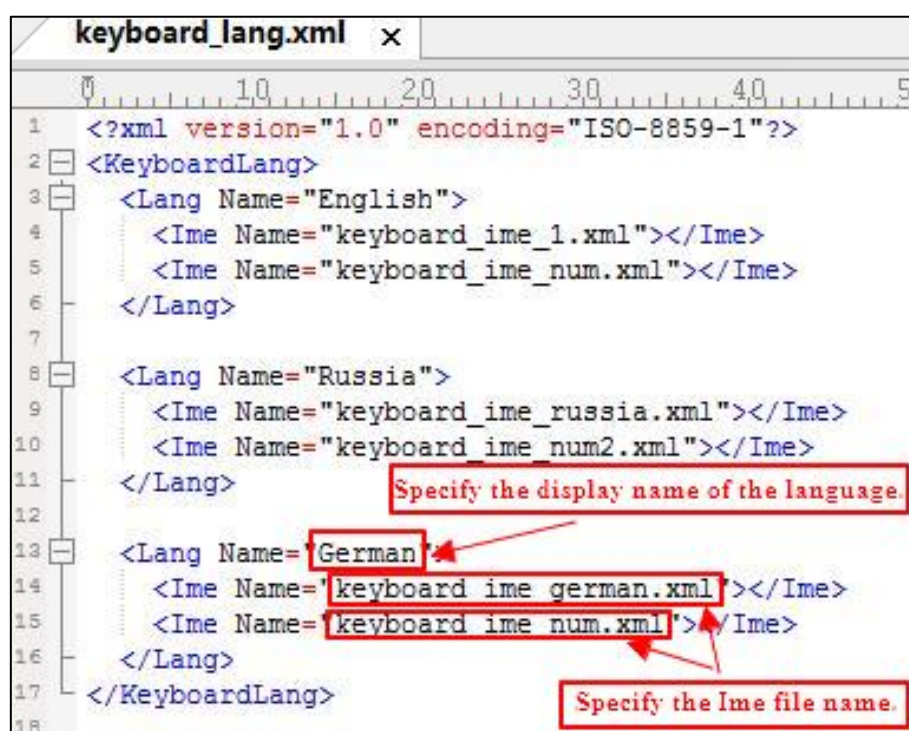 keyboard_lang.xml x
10 20 30 40 5
1 <?xml version="1.0" encoding="ISO-8859-1"?>
2 <KeyboardLang>
3 <Lang Name="English">
4 <Ime Name="keyboard_ime_1.xml"></Ime>
5 <Ime Name="keyboard_ime_num.xml"></Ime>
6 </Lang>
7
8 <Lang Name="Russia">
9 <Ime Name="keyboard_ime_russia.xml"></Ime>
10 <Ime Name="keyboard_ime_num2.xml"></Ime>
11 </Lang>
Specify the display name of the language.
12
13 <Lang Name="German">
14 <Ime Name="keyboard_ime_german.xml"></Ime>
15 <Ime Name="keyboard_ime_num.xml"></Ime>
16 </Lang>
17 </KeyboardLang>
Specify the Ime file name.
18